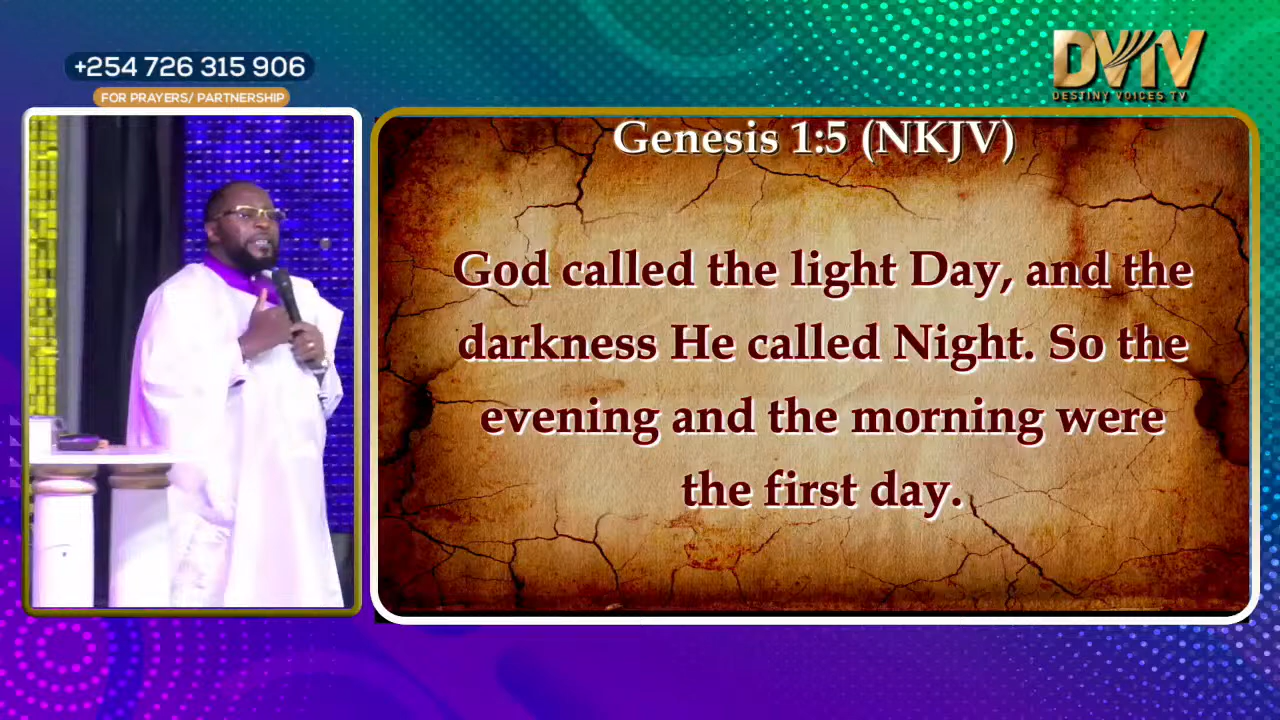 +254 726 315 906
FOR PRAYERS/ PARTNERSHIP
DVTV
DESTINY VOICES TV
Genesis 1:5 (NKJV)
God called the light Day, and the
darkness He called Night. So the
evening and the morning were
the first day.